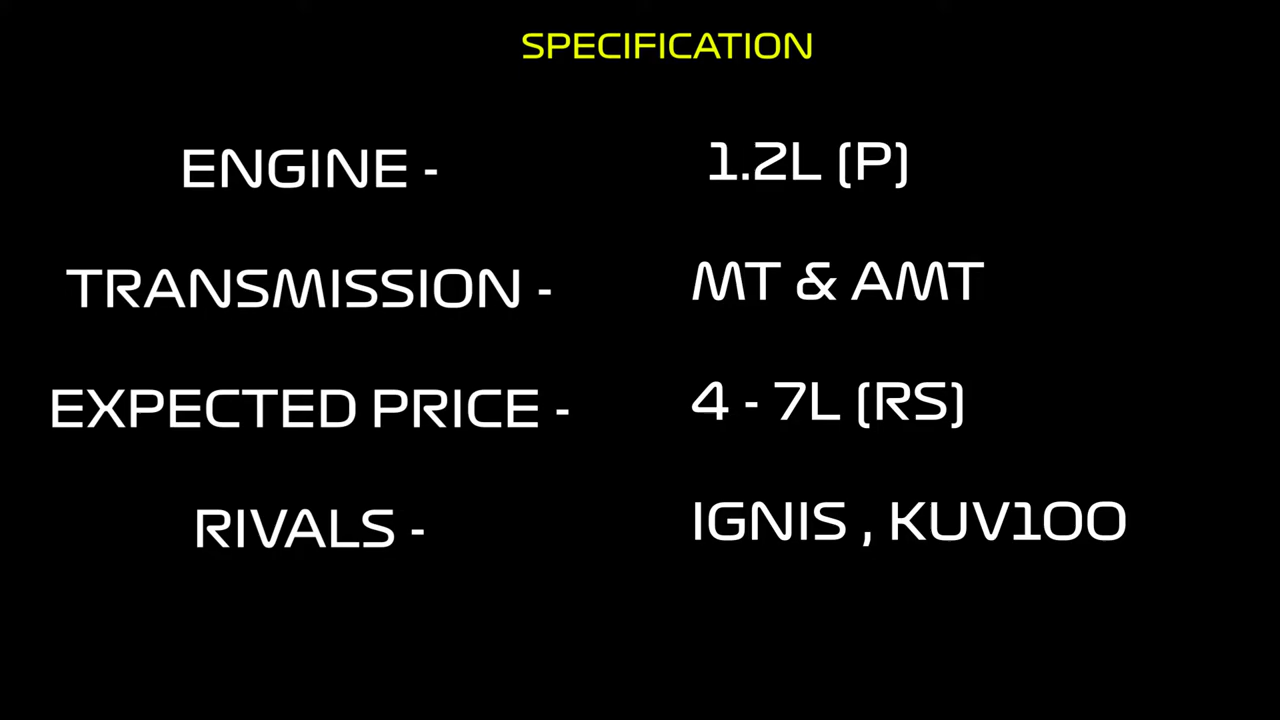 SPECIFICATION
ENGINE - 1.2L (P)
TRANSMISSION - MT & AMT
EXPECTED PRICE - 4 - 7L (RS)
RIVALS - IGNIS , KUV100